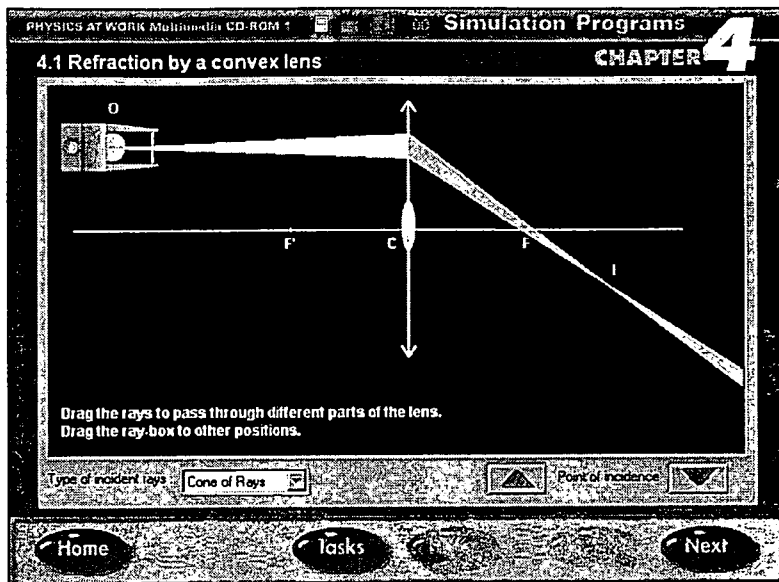 PHYSICS AT WORK Multimedia CD-ROM 1
Simulation Programs
4.1 Refraction by a convex lens
CHAPTER 4
O
F' C F
I
Drag the rays to pass through different parts of the lens.
Drag the ray-box to other positions.
Type of incident rays Cone of Rays Point of incidence
Home Tasks Next